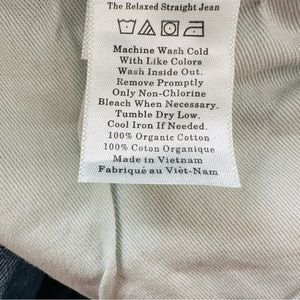 The Relaxed Straight Jean
Machine Wash Cold
With Like Colors
Wash Inside Out.
Remove Promptly
Only Non-Chlorine
Bleach When Necessary.
Tumble Dry Low.
Cool Iron If Needed.
100% Organic Cotton
100% Coton Organique
Made in Vietnam
Fabriqué au Viêt-Nam